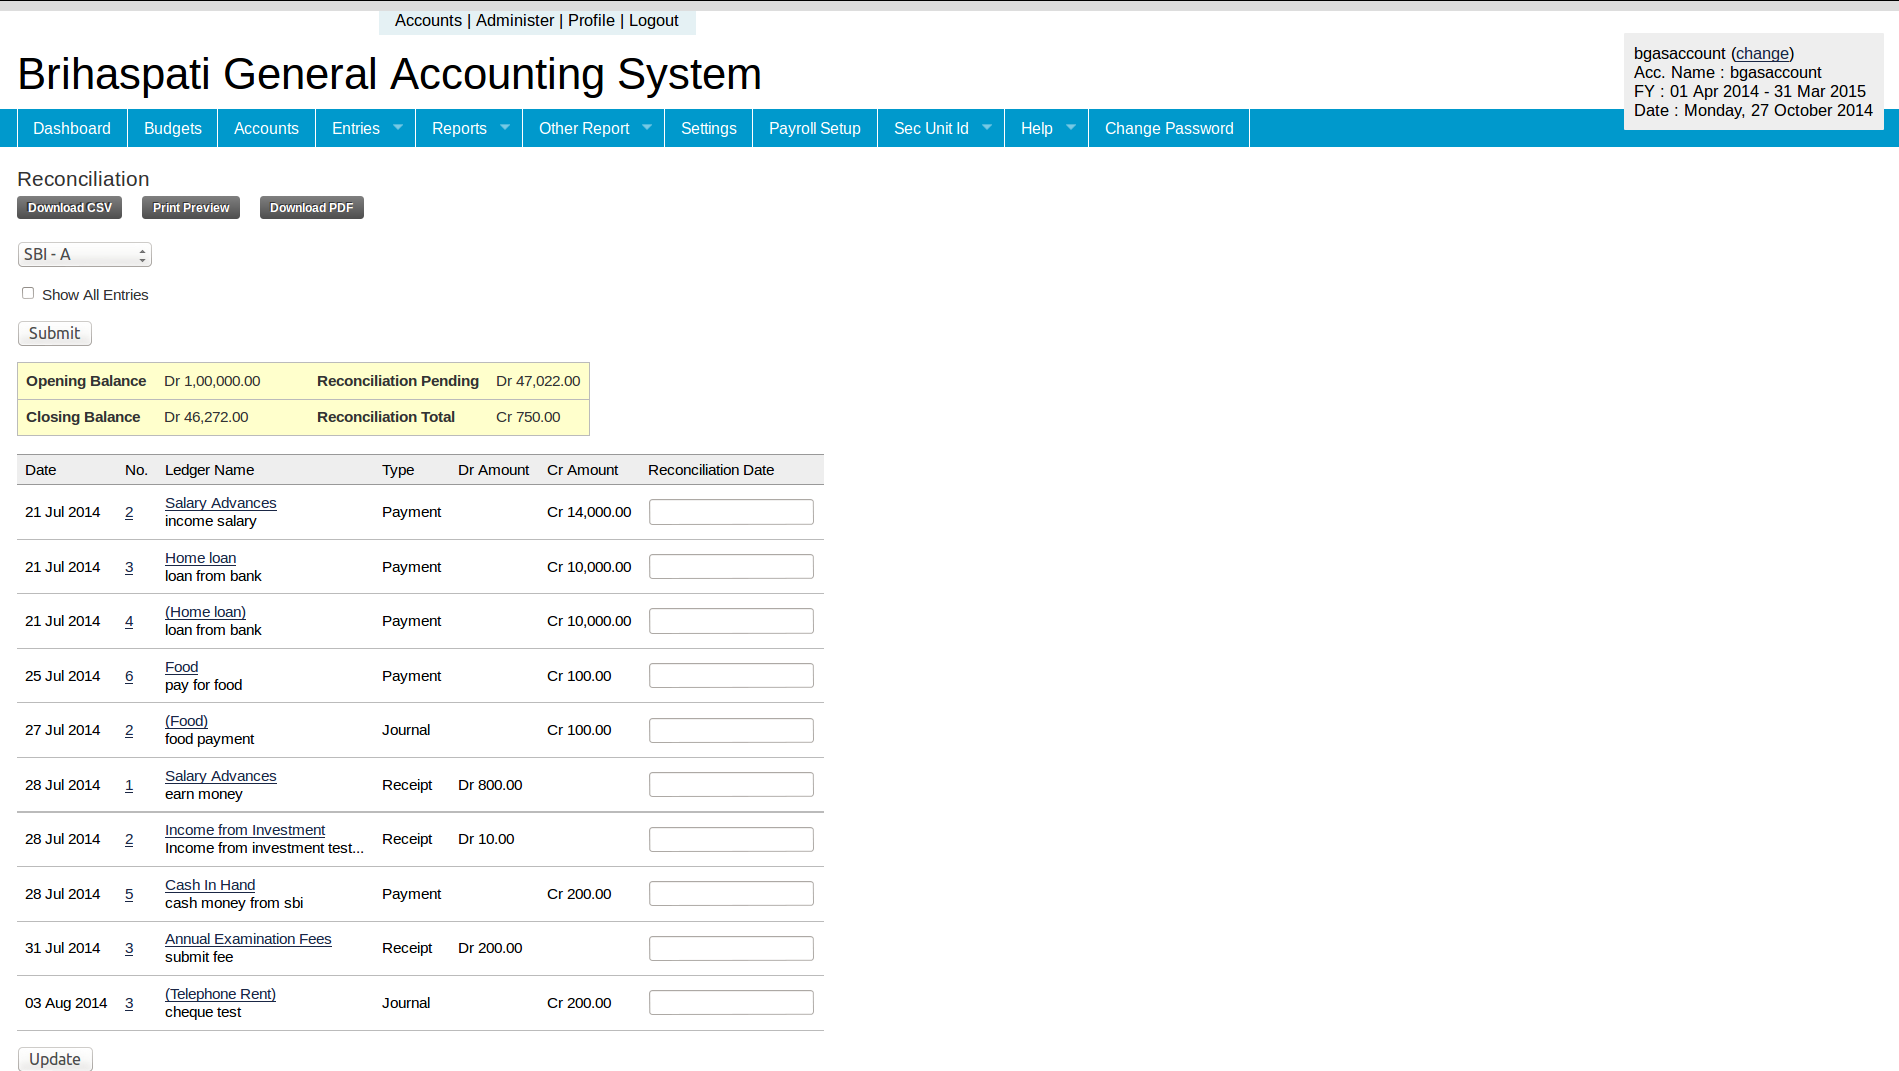 Accounts | Administer | Profile | Logout
Brihaspati General Accounting System
bgasaccount (change)
Acc. Name : bgasaccount
FY : 01 Apr 2014 - 31 Mar 2015
Date : Monday, 27 October 2014
Dashboard Budgets Accounts Entries Reports Other Report Settings Payroll Setup Sec Unit Id Help Change Password
Reconciliation
Download CSV Print Preview Download PDF
SBI - A
Show All Entries
Submit
Opening Balance Dr 1,00,000.00 Reconciliation Pending Dr 47,022.00
Closing Balance Dr 46,272.00 Reconciliation Total Cr 750.00
Date No. Ledger Name Type Dr Amount Cr Amount Reconciliation Date
21 Jul 2014 2 Salary Advances Payment Cr 14,000.00
income salary
21 Jul 2014 3 Home loan Payment Cr 10,000.00
loan from bank
21 Jul 2014 4 (Home loan) Payment Cr 10,000.00
loan from bank
25 Jul 2014 6 Food Payment Cr 100.00
pay for food
27 Jul 2014 2 (Food) Journal Cr 100.00
food payment
28 Jul 2014 1 Salary Advances Receipt Dr 800.00
earn money
28 Jul 2014 2 Income from Investment Receipt Dr 10.00
Income from investment test...
28 Jul 2014 5 Cash In Hand Payment Cr 200.00
cash money from sbi
31 Jul 2014 3 Annual Examination Fees Receipt Dr 200.00
submit fee
03 Aug 2014 3 (Telephone Rent) Journal Cr 200.00
cheque test
Update